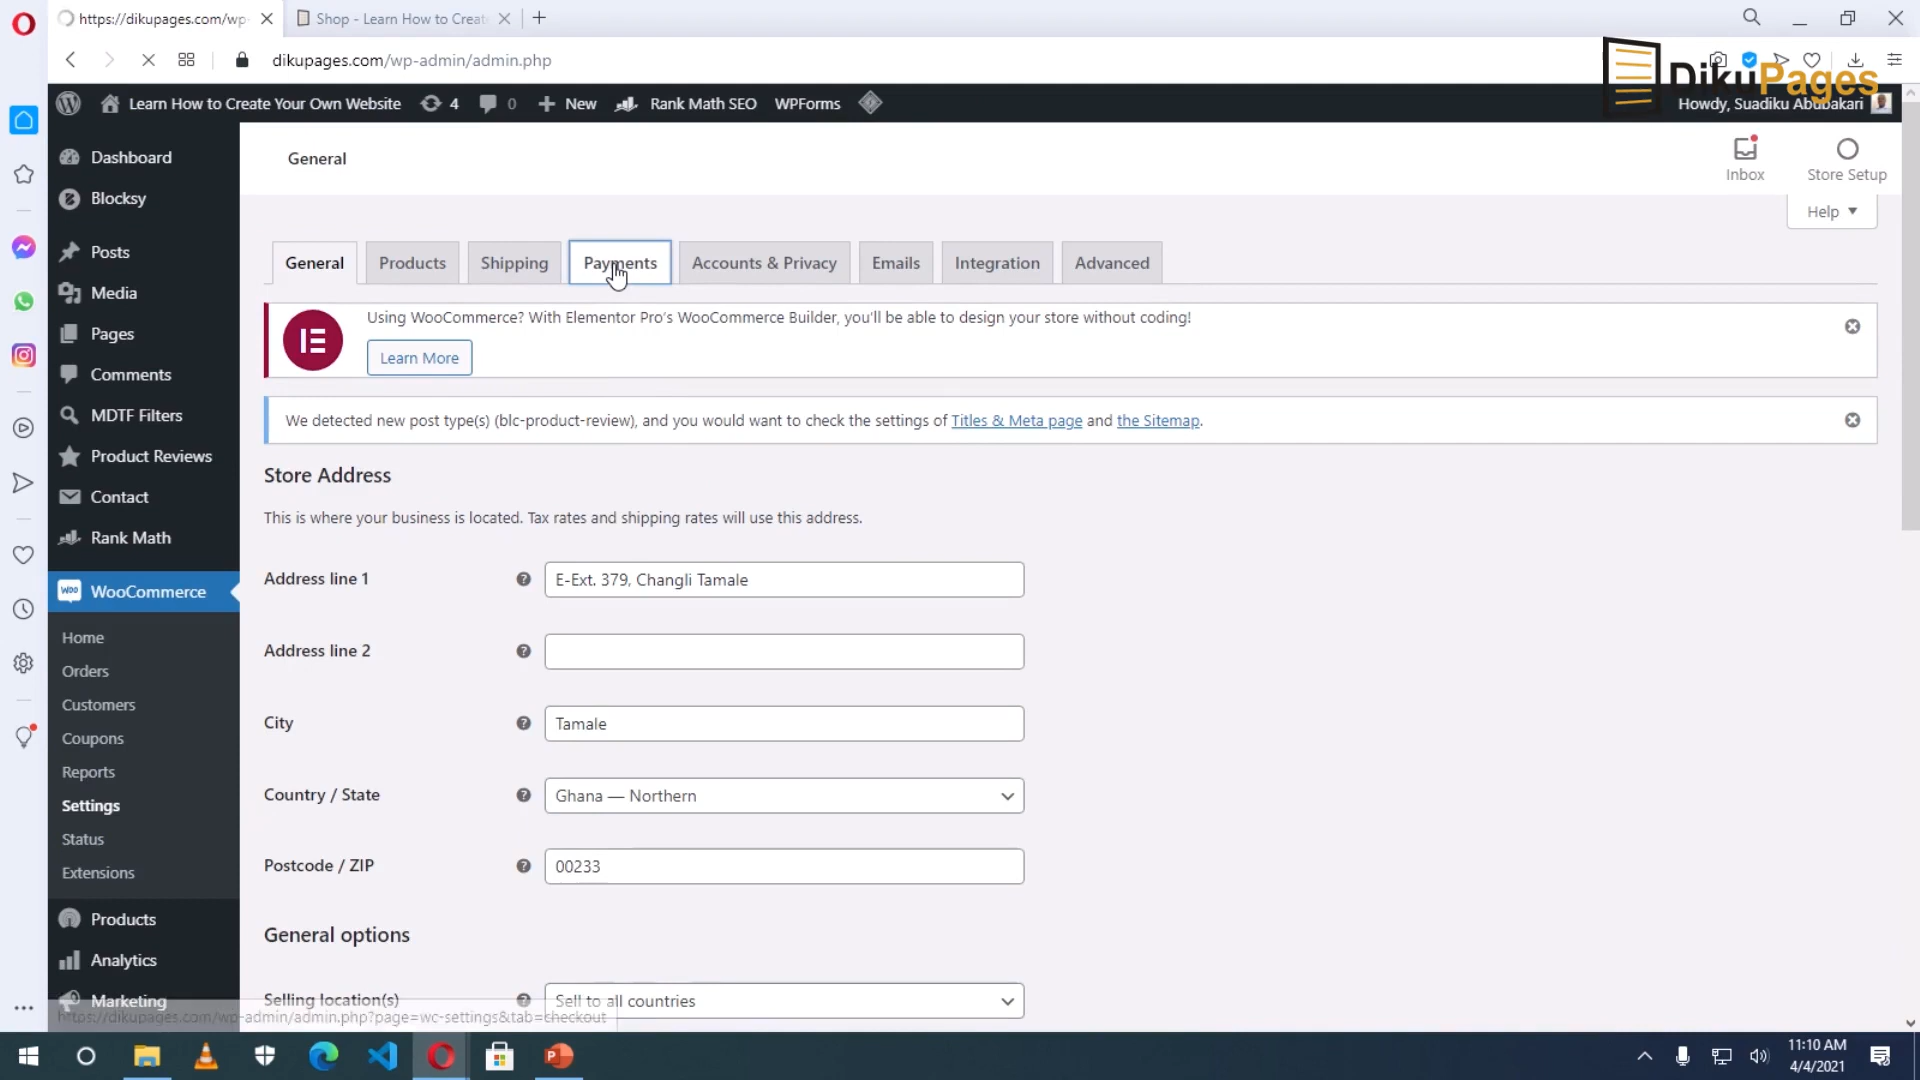 https://dikupages.com/wp-
Shop - Learn How to Creat
dikupages.com/wp-admin/admin.php
DikuPages
Learn How to Create Your Own Website
4
0
New
Rank Math SEO
WPForms
Howdy, Suadiku Abubakari
Dashboard
Blocksy
Posts
Media
Pages
Comments
MDTF Filters
Product Reviews
Contact
Rank Math
WooCommerce
Home
Orders
Customers
Coupons
Reports
Settings
Status
Extensions
Products
Analytics
Marketing
General
Inbox
Store Setup
Help
General
Products
Shipping
Payments
Accounts & Privacy
Emails
Integration
Advanced
Using WooCommerce? With Elementor Pro's WooCommerce Builder, you'll be able to design your store without coding!
Learn More
We detected new post type(s) (blc-product-review), and you would want to check the settings of Titles & Meta page and the Sitemap.
Store Address
This is where your business is located. Tax rates and shipping rates will use this address.
Address line 1
E-Ext. 379, Changli Tamale
Address line 2
City
Tamale
Country / State
Ghana — Northern
Postcode / ZIP
00233
General options
Selling location(s)
Sell to all countries
https://dikupages.com/wp-admin/admin.php?page=wc-settings&tab=checkout
11:10 AM
4/4/2021